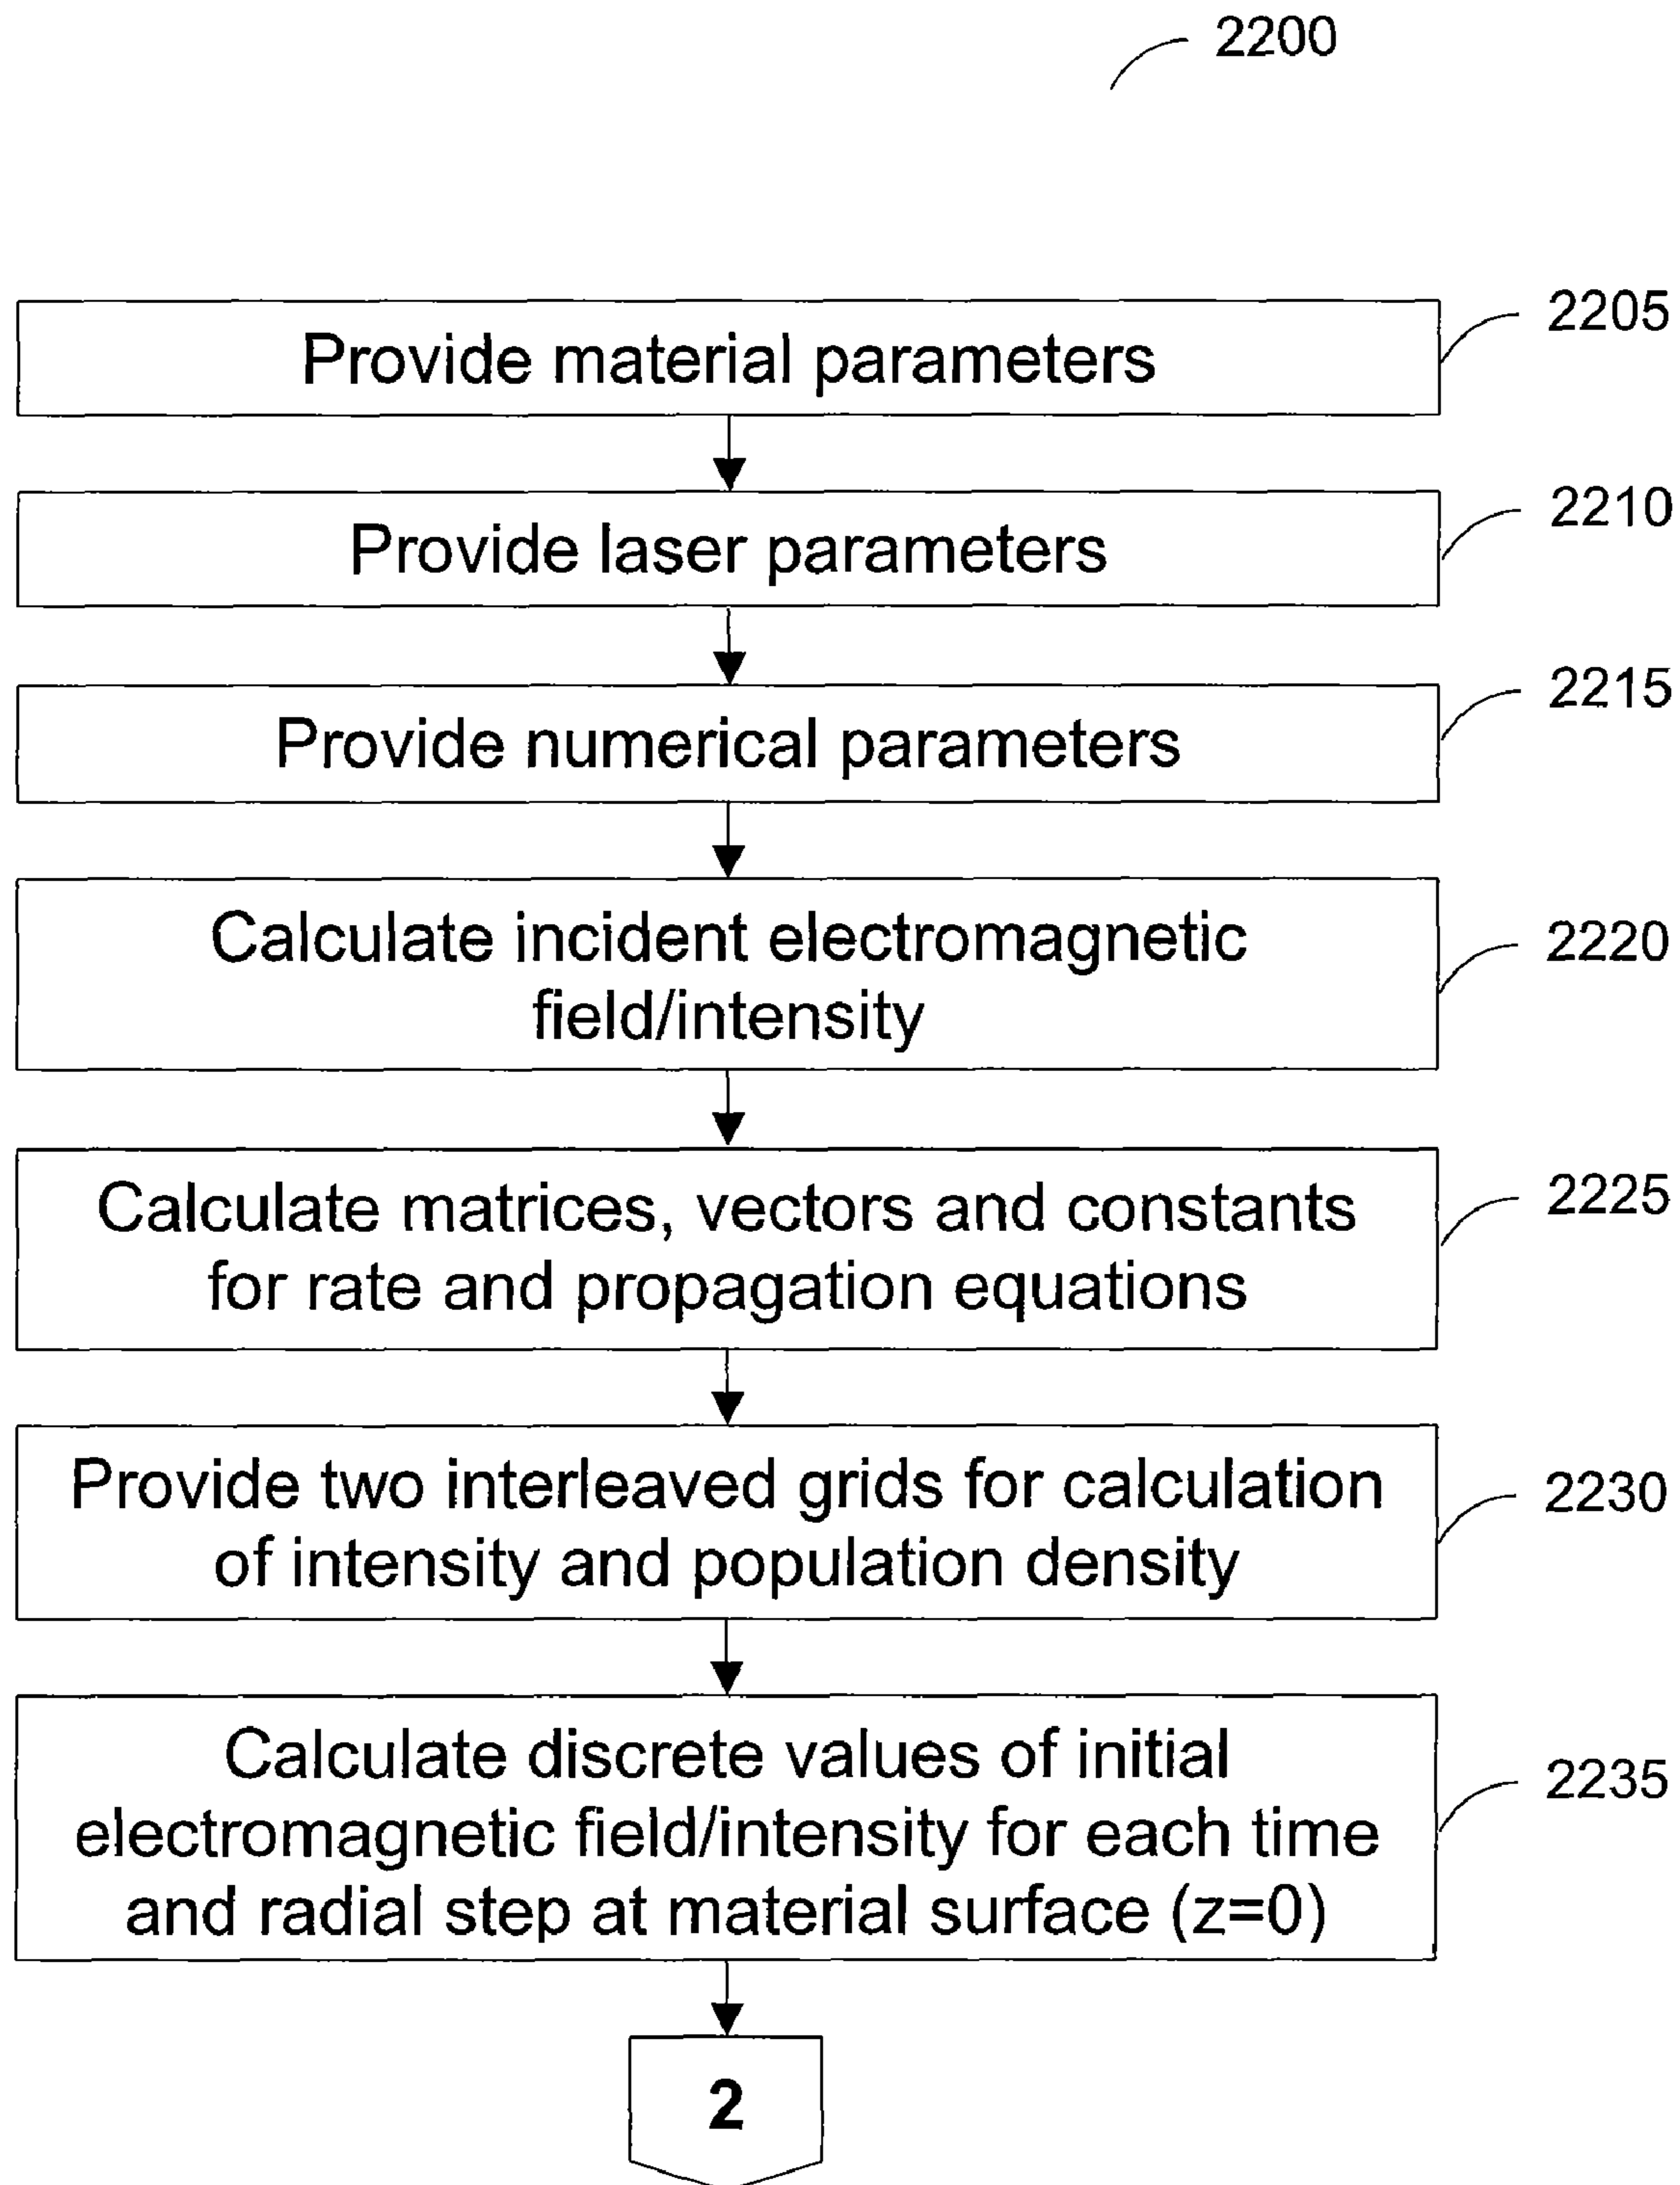 2200
Provide material parameters
2205
Provide laser parameters
2210
Provide numerical parameters
2215
Calculate incident electromagnetic
field/intensity
2220
Calculate matrices, vectors and constants
for rate and propagation equations
2225
Provide two interleaved grids for calculation
of intensity and population density
2230
Calculate discrete values of initial
electromagnetic field/intensity for each time
and radial step at material surface (z=0)
2235
2